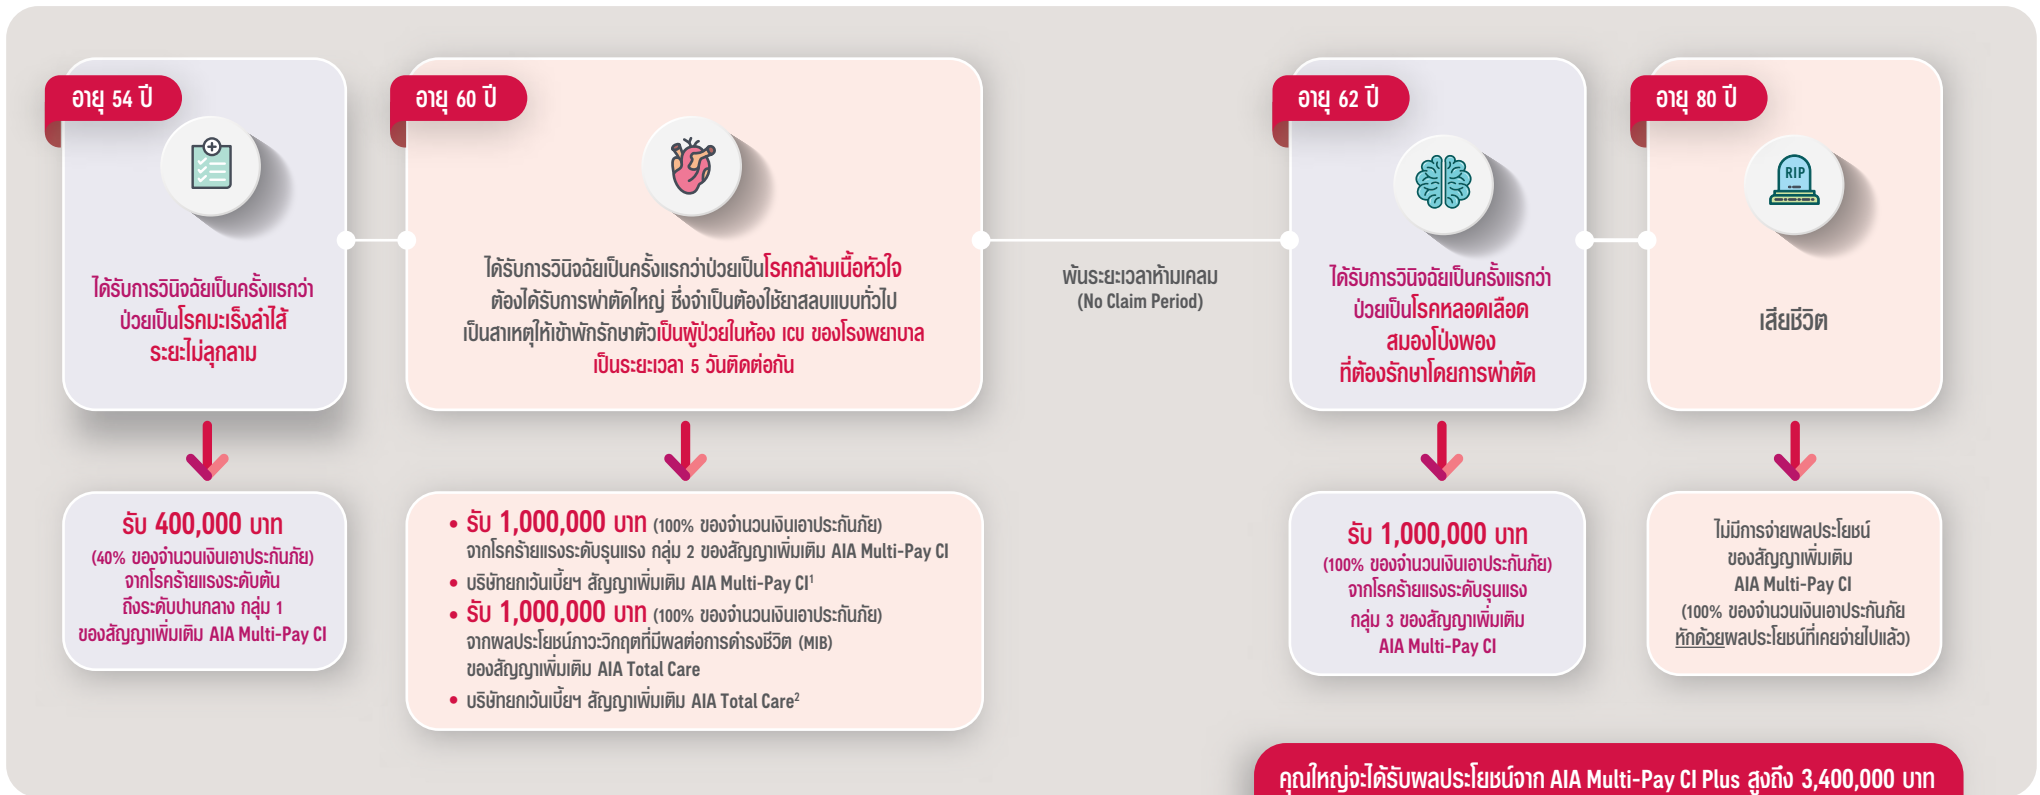 อายุ 54 ปี
ได้รับการวินิจฉัยเป็นครั้งแรกว่า
ป่วยเป็นโรคมะเร็งลำไส้
ระยะไม่ลุกลาม
รับ 400,000 บาท
(40% ของจำนวนเงินเอาประกันภัย)
จากโรคร้ายแรงระดับต้น
ถึงระดับปานกลาง กลุ่ม 1
ของสัญญาเพิ่มเติม AIA Multi-Pay CI
อายุ 60 ปี
ได้รับการวินิจฉัยเป็นครั้งแรกว่าป่วยเป็นโรคกล้ามเนื้อหัวใจ
ต้องได้รับการผ่าตัดใหญ่ ซึ่งจำเป็นต้องใช้ยาสลบแบบทั่วไป
เป็นสาเหตุให้เข้าพักรักษาตัวเป็นผู้ป่วยในห้อง ICU ของโรงพยาบาล
เป็นระยะเวลา 5 วันติดต่อกัน
• รับ 1,000,000 บาท (100% ของจำนวนเงินเอาประกันภัย)
จากโรคร้ายแรงระดับรุนแรง กลุ่ม 2 ของสัญญาเพิ่มเติม AIA Multi-Pay CI
• บริษัทยกเว้นเบี้ยฯ สัญญาเพิ่มเติม AIA Multi-Pay CI¹
• รับ 1,000,000 บาท (100% ของจำนวนเงินเอาประกันภัย)
จากผลประโยชน์ภาวะวิกฤตที่มีผลต่อการดำรงชีวิต (MIB)
ของสัญญาเพิ่มเติม AIA Total Care
• บริษัทยกเว้นเบี้ยฯ สัญญาเพิ่มเติม AIA Total Care²
พ้นระยะเวลาห้ามเคลม
(No Claim Period)
อายุ 62 ปี
ได้รับการวินิจฉัยเป็นครั้งแรกว่า
ป่วยเป็นโรคหลอดเลือด
สมองโป่งพอง
ที่ต้องรักษาโดยการผ่าตัด
รับ 1,000,000 บาท
(100% ของจำนวนเงินเอาประกันภัย)
จากโรคร้ายแรงระดับรุนแรง
กลุ่ม 3 ของสัญญาเพิ่มเติม
AIA Multi-Pay CI
อายุ 80 ปี
RIP
เสียชีวิต
ไม่มีการจ่ายผลประโยชน์
ของสัญญาเพิ่มเติม
AIA Multi-Pay CI
(100% ของจำนวนเงินเอาประกันภัย
หักด้วยผลประโยชน์ที่เคยจ่ายไปแล้ว)
คุณใหญ่จะได้รับผลประโยชน์จาก AIA Multi-Pay CI Plus สูงถึง 3,400,000 บาท